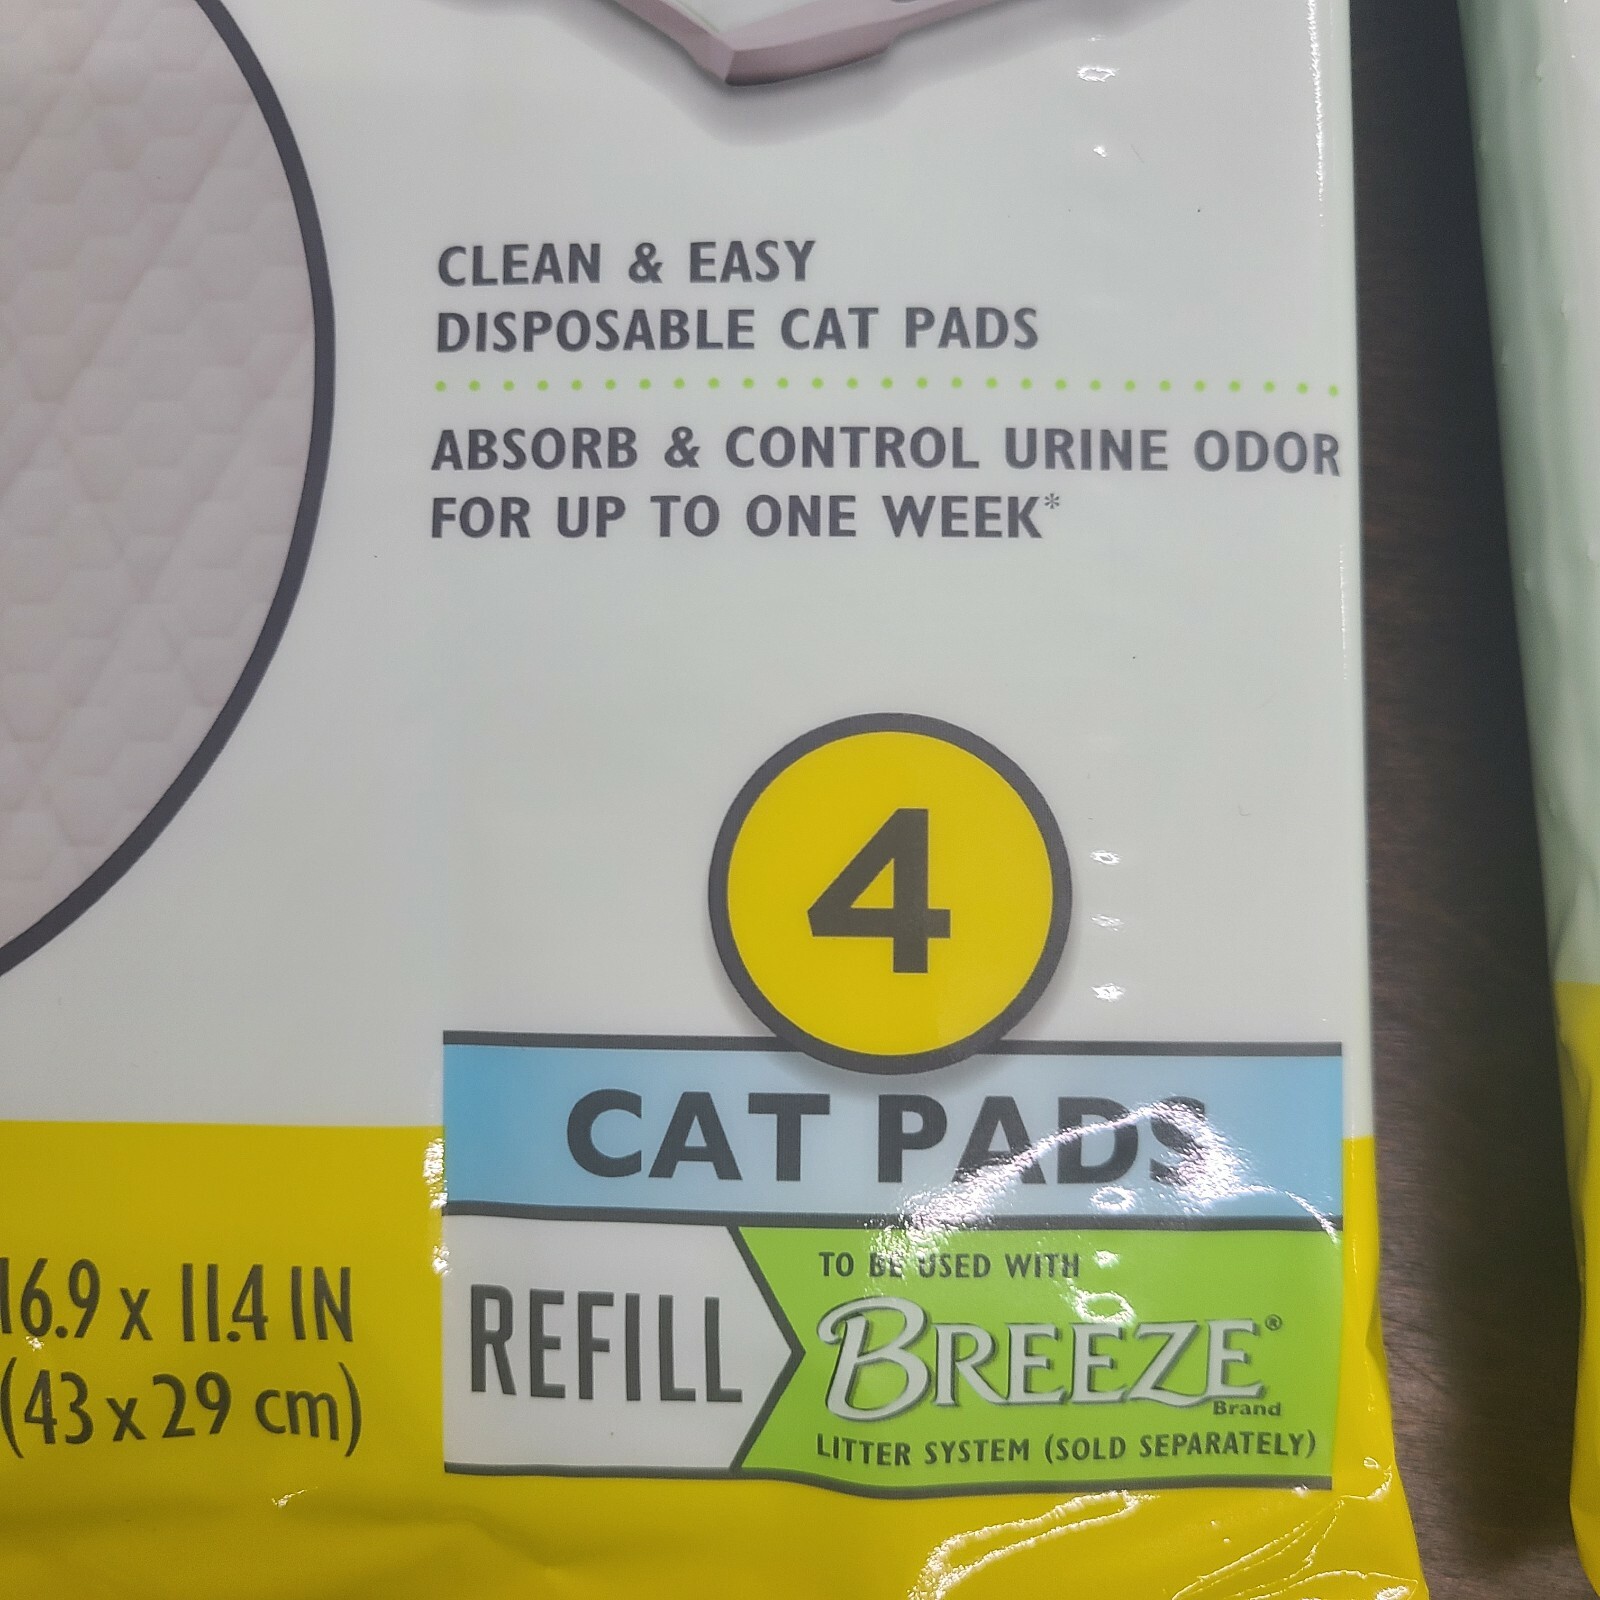 CLEAN & EASY
DISPOSABLE CAT PADS
ABSORB & CONTROL URINE ODOR
FOR UP TO ONE WEEK*
4
CAT PADS
REFILL
TO BE USED WITH
BREEZE®
Brand
LITTER SYSTEM (SOLD SEPARATELY)
16.9 x 11.4 IN
(43 x 29 cm)